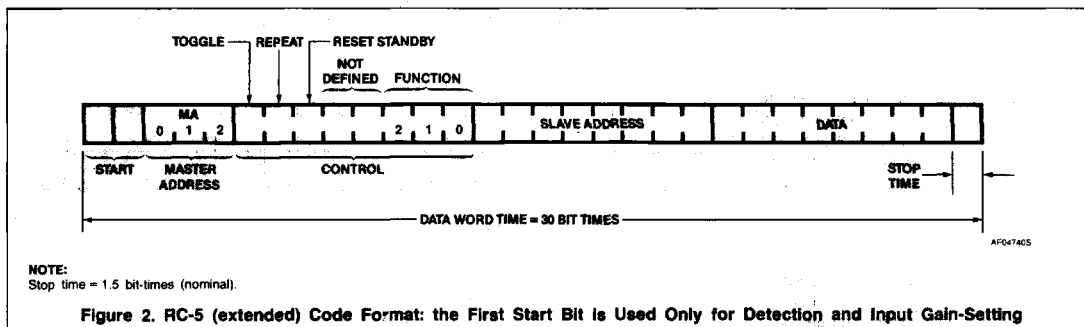 TOGGLE REPEAT RESET STANDBY
NOT DEFINED FUNCTION
MA
0 1 2 2 1 0 SLAVE ADDRESS DATA
START MASTER ADDRESS CONTROL STOP TIME
DATA WORD TIME = 30 BIT TIMES
AF04740S
NOTE:
Stop time = 1.5 bit-times (nominal).
Figure 2. RC-5 (extended) Code Format: the First Start Bit is Used Only for Detection and Input Gain-Setting